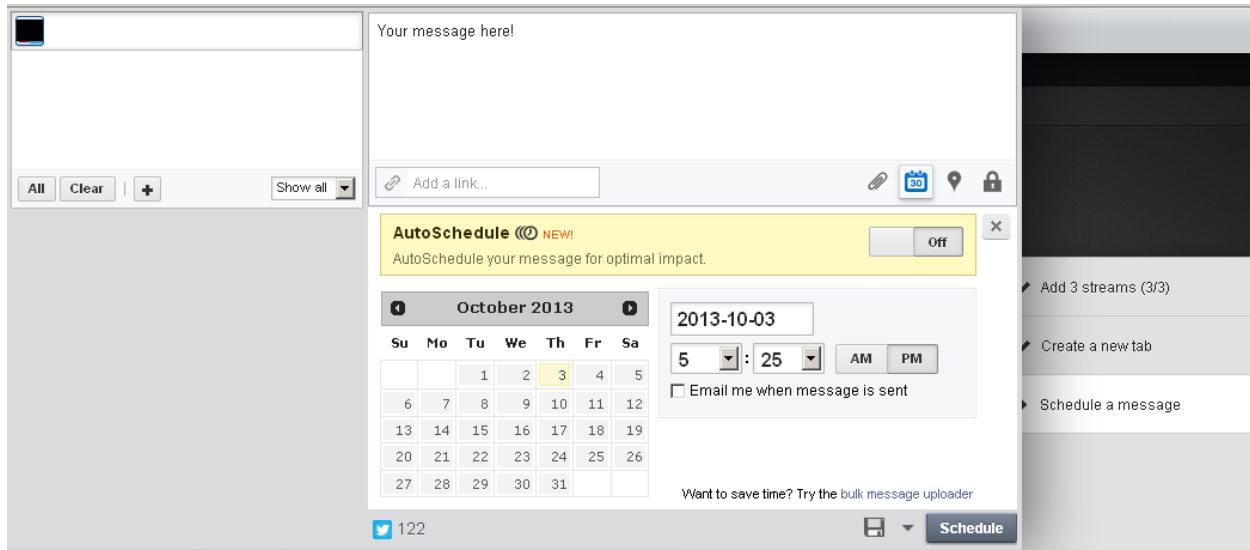 Your message here!
All Clear Show all
Add a link...
30
AutoSchedule NEW!
AutoSchedule your message for optimal impact.
Off
October 2013
Su Mo Tu We Th Fr Sa
1 2 3 4 5
6 7 8 9 10 11 12
13 14 15 16 17 18 19
20 21 22 23 24 25 26
27 28 29 30 31
2013-10-03
5 : 25 AM PM
Email me when message is sent
Want to save time? Try the bulk message uploader
122
Schedule
Add 3 streams (3/3)
Create a new tab
Schedule a message